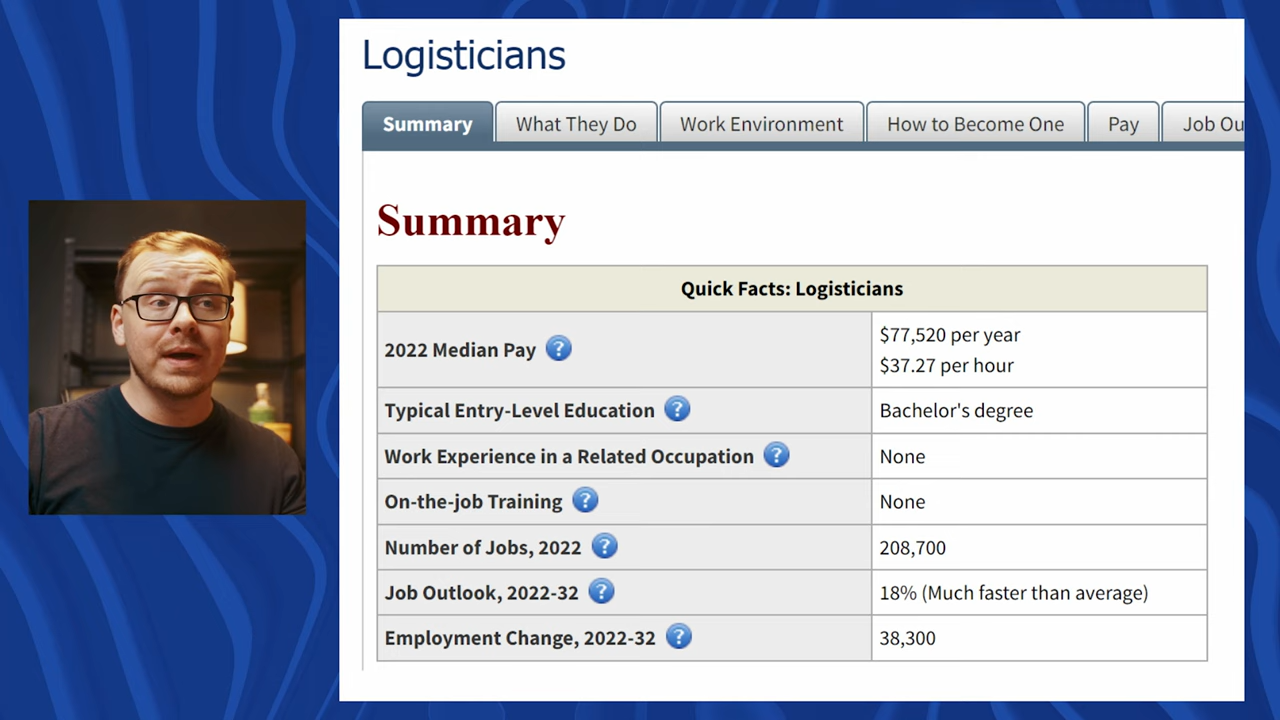 Logisticians
Summary
What They Do
Work Environment
How to Become One
Pay
Job Ou
Summary
Quick Facts: Logisticians
2022 Median Pay ?
$77,520 per year
$37.27 per hour
Typical Entry-Level Education ?
Bachelor's degree
Work Experience in a Related Occupation ?
None
On-the-job Training ?
None
Number of Jobs, 2022 ?
208,700
Job Outlook, 2022-32 ?
18% (Much faster than average)
Employment Change, 2022-32 ?
38,300